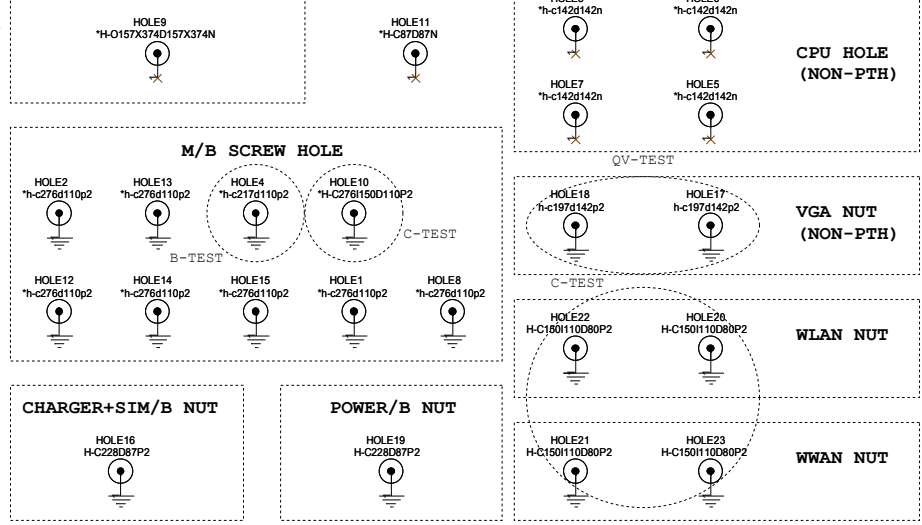 HOLE9
*H-O157X374D157X374N
HOLE11
*H-C87D87N
*h-c142d142n
*h-c142d142n
CPU HOLE
(NON-PTH)
HOLE7
*h-c142d142n
HOLE5
*h-c142d142n
QV-TEST
M/B SCREW HOLE
HOLE2
*h-c276d110p2
HOLE13
*h-c276d110p2
HOLE4
*h-c217d110p2
HOLE10
*H-C276I150D110P2
B-TEST
C-TEST
HOLE12
*h-c276d110p2
HOLE14
*h-c276d110p2
HOLE15
*h-c276d110p2
HOLE1
*h-c276d110p2
HOLE8
*h-c276d110p2
HOLE18
h-c197d142p2
HOLE17
h-c197d142p2
VGA NUT
(NON-PTH)
C-TEST
HOLE22
H-C150I110D80P2
HOLE20
H-C150I110D80P2
WLAN NUT
CHARGER+SIM/B NUT
HOLE16
H-C228D87P2
POWER/B NUT
HOLE19
H-C228D87P2
HOLE21
H-C150I110D80P2
HOLE23
H-C150I110D80P2
WWAN NUT